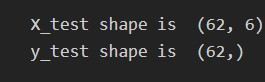 X_test shape is  (62, 6)
y_test shape is  (62,)